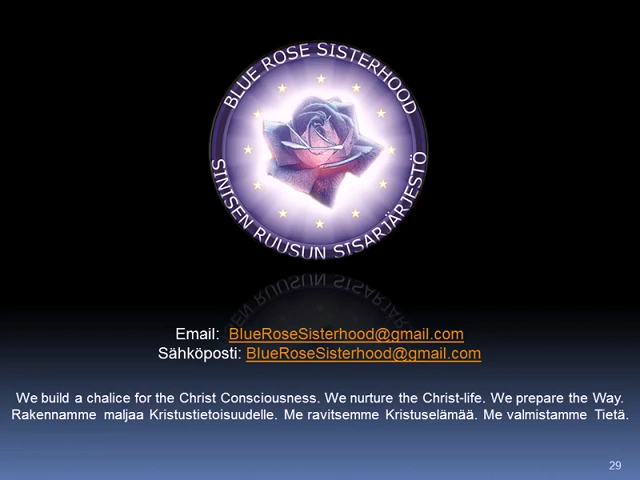 BLUE ROSE SISTERHOOD
SINISEN RUUSUN SISARJÄRJESTÖ
Email: BlueRoseSisterhood@gmail.com
Sähköposti: BlueRoseSisterhood@gmail.com
We build a chalice for the Christ Consciousness. We nurture the Christ-life. We prepare the Way.
Rakennamme maljaa Kristustietoisuudelle. Me ravitsemme Kristuselämää. Me valmistamme Tietä.
29